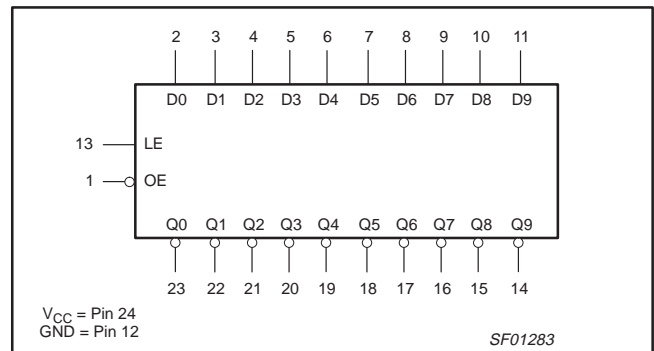 2 3 4 5 6 7 8 9 10 11
D0 D1 D2 D3 D4 D5 D6 D7 D8 D9
13 LE
1 OE
Q0 Q1 Q2 Q3 Q4 Q5 Q6 Q7 Q8 Q9
23 22 21 20 19 18 17 16 15 14
VCC = Pin 24
GND = Pin 12
SF01283